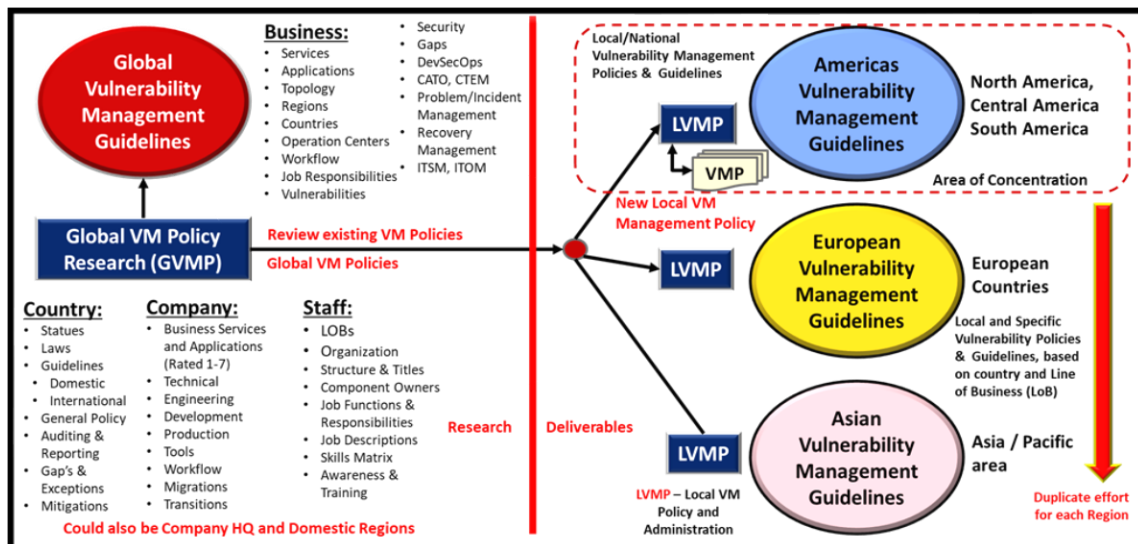 Global
Vulnerability
Management
Guidelines
Business:
• Services
• Applications
• Topology
• Regions
• Countries
• Operation Centers
• Workflow
• Job Responsibilities
• Vulnerabilities
• Security
• Gaps
• DevSecOps
• CATO, CTEM
• Problem/Incident
Management
• Recovery
Management
• ITSM, ITOM
Global VM Policy
Research (GVMP)
Review existing VM Policies
Global VM Policies
Country:
• Statues
• Laws
• Guidelines
• Domestic
• International
• General Policy
• Auditing &
Reporting
• Gap's &
Exceptions
• Mitigations
Company:
• Business Services
and Applications
(Rated 1-7)
• Technical
• Engineering
• Development
• Production
• Tools
• Workflow
• Migrations
• Transitions
Staff:
• LOBs
• Organization
• Structure & Titles
• Component Owners
• Job Functions &
Responsibilities
• Job Descriptions
• Skills Matrix
• Awareness &
Training
Could also be Company HQ and Domestic Regions
Research
Deliverables
Local/National
Vulnerability Management
Policies & Guidelines
LVMP
VMP
Americas
Vulnerability
Management
Guidelines
North America,
Central America
South America
Area of Concentration
New Local VM
Management Policy
LVMP
European
Vulnerability
Management
Guidelines
European
Countries
Local and Specific
Vulnerability Policies
& Guidelines, based
on country and Line
of Business (LoB)
LVMP
Asian
Vulnerability
Management
Guidelines
Asia / Pacific
area
LVMP – Local VM
Policy and
Administration
Duplicate effort
for each Region